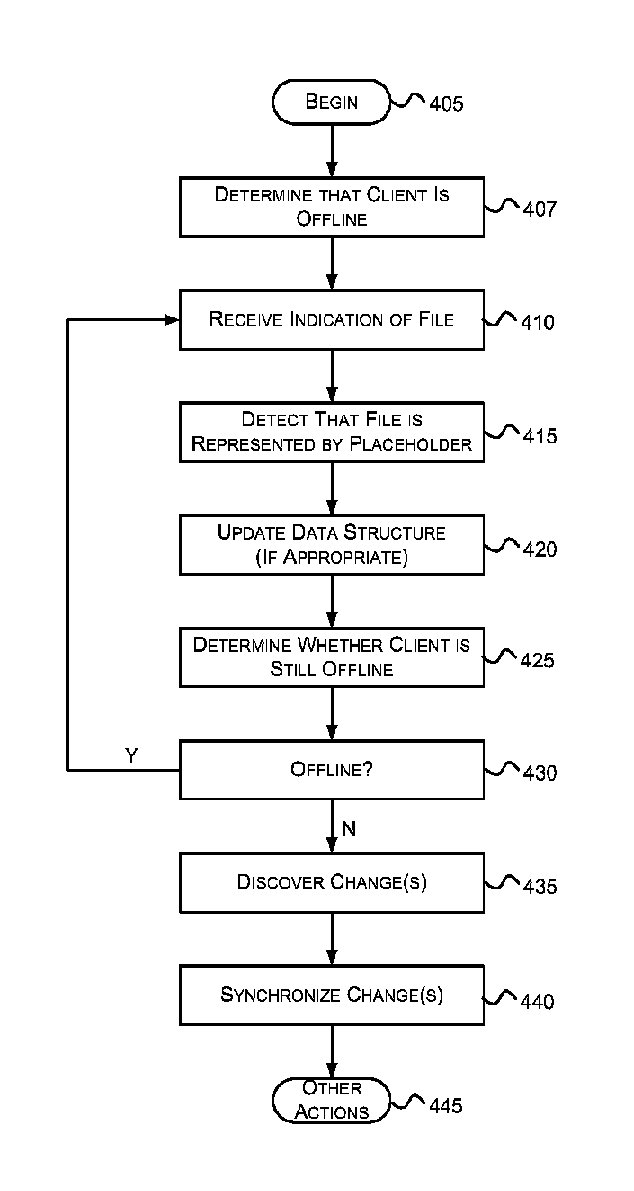 BEGIN
405
DETERMINE THAT CLIENT IS
OFFLINE
407
RECEIVE INDICATION OF FILE
410
DETECT THAT FILE IS
REPRESENTED BY PLACEHOLDER
415
UPDATE DATA STRUCTURE
(IF APPROPRIATE)
420
DETERMINE WHETHER CLIENT IS
STILL OFFLINE
425
Y
OFFLINE?
430
N
DISCOVER CHANGE(S)
435
SYNCHRONIZE CHANGE(S)
440
OTHER
ACTIONS
445